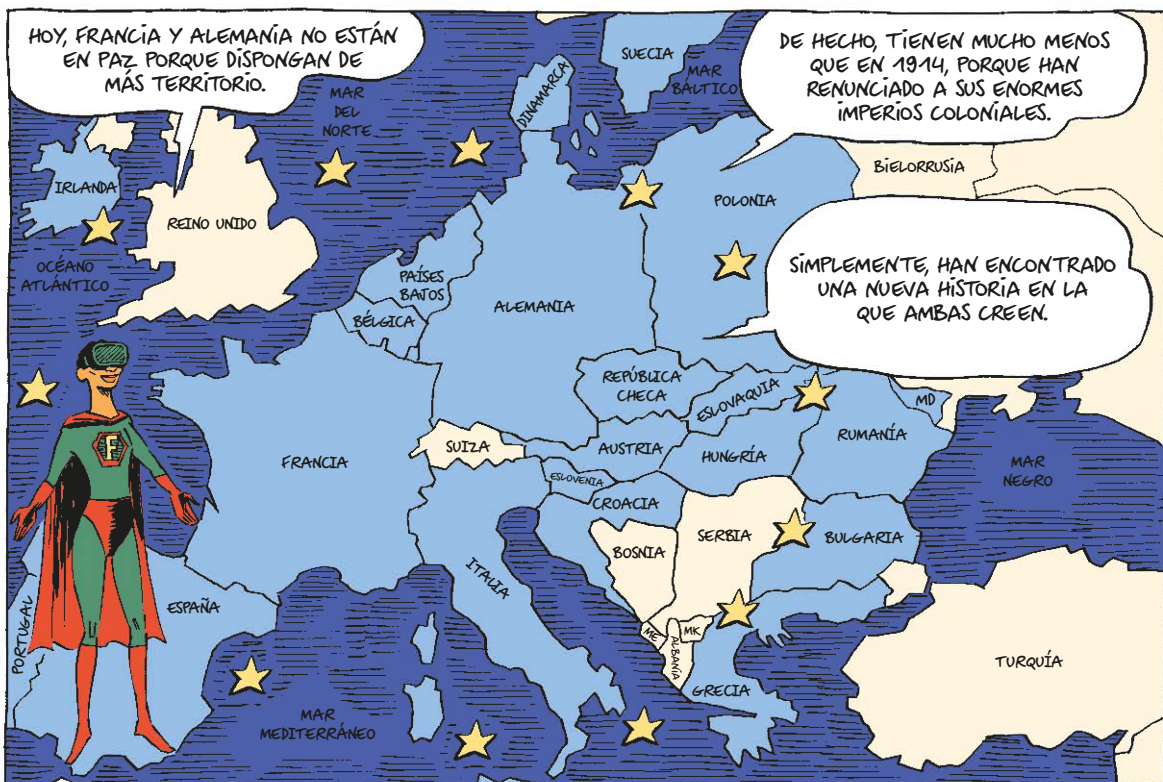 HOY, FRANCIA Y ALEMANIA NO ESTÁN
EN PAZ PORQUE DISPONGAN DE
MÁS TERRITORIO.
DE HECHO, TIENEN MUCHO MENOS
QUE EN 1914, PORQUE HAN
RENUNCIADO A SUS ENORMES
IMPERIOS COLONIALES.
SIMPLEMENTE, HAN ENCONTRADO
UNA NUEVA HISTORIA EN LA
QUE AMBAS CREEN.
SUECIA
DINAMARCA
MAR
BÁLTICO
MAR
DEL
NORTE
IRLANDA
REINO UNIDO
BIELORRUSIA
POLONIA
OCÉANO
ATLÁNTICO
PAÍSES
BAJOS
BÉLGICA
ALEMANIA
REPÚBLICA
CHECA
ESLOVAQUIA
MD
F
FRANCIA
SUIZA
AUSTRIA
HUNGRÍA
RUMANÍA
MAR
NEGRO
ESLOVENIA
CROACIA
BOSNIA
SERBIA
BULGARIA
ITALIA
PORTUGAL
ESPAÑA
ME
ALBANIA
MK
GRECIA
TURQUÍA
MAR
MEDITERRÁNEO